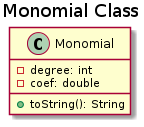 Monomial Class
C Monomial
degree: int
coef: double
toString(): String